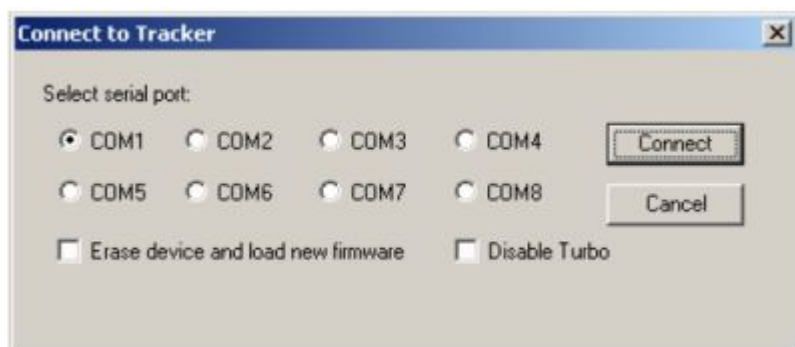 Connect to Tracker
Select serial port:
COM1 COM2 COM3 COM4 Connect
COM5 COM6 COM7 COM8 Cancel
Erase device and load new firmware Disable Turbo